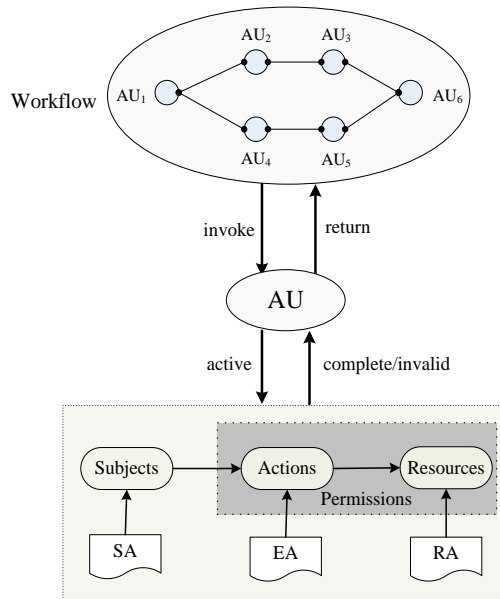 AU2
AU3
Workflow
AU1
AU6
AU4
AU5
invoke
return
AU
active
complete/invalid
Subjects
Actions
Resources
Permissions
SA
EA
RA